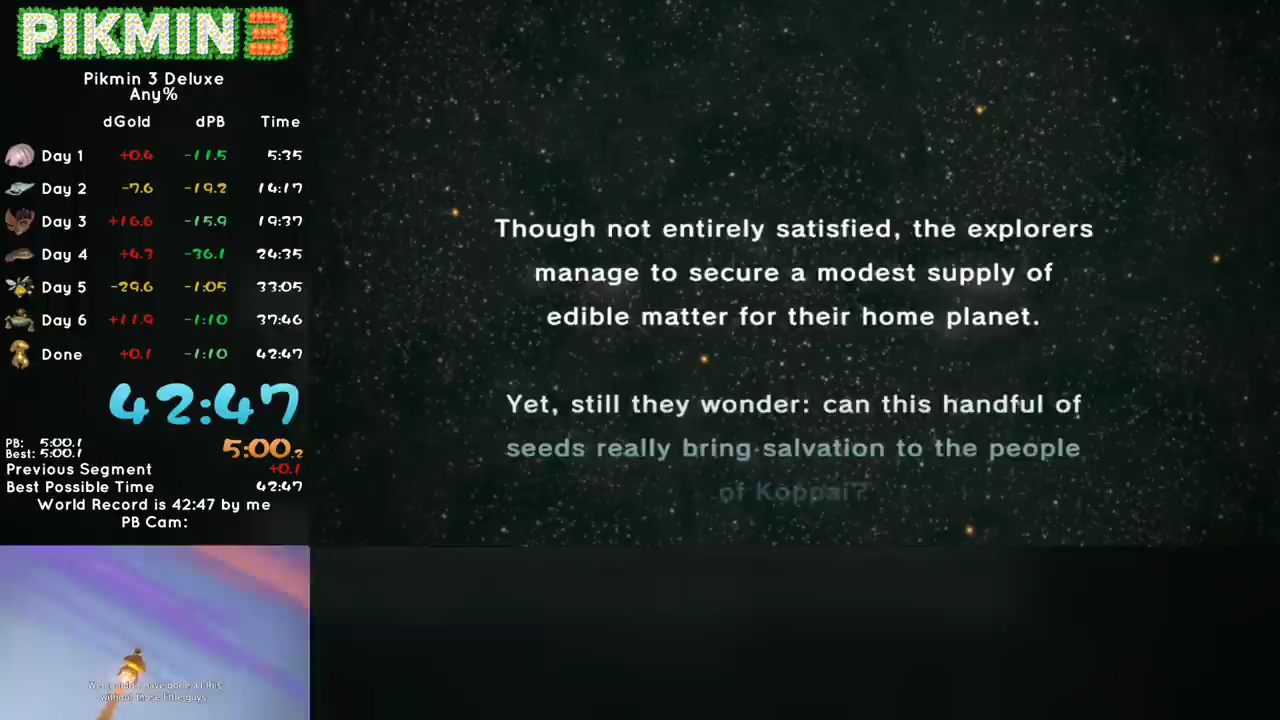 PIKMIN 3
Pikmin 3 Deluxe
Any%
dGold dPB Time
Day 1 +0.4 -11.5 5:35
Day 2 -7.6 -19.2 14:17
Day 3 +16.6 -15.9 19:37
Day 4 +4.3 -36.1 24:35
Day 5 -29.6 -1:05 33:05
Day 6 +11.9 -1:10 37:46
Done +0.1 -1:10 42:47
42:47
PB: 5:00.1
Best: 5:00.1
5:00.2
Previous Segment +0.1
Best Possible Time 42:47
World Record is 42:47 by me
PB Cam:
without those little guys.
Though not entirely satisfied, the explorers
manage to secure a modest supply of
edible matter for their home planet.
Yet, still they wonder: can this handful of
seeds really bring salvation to the people
of Koppai?